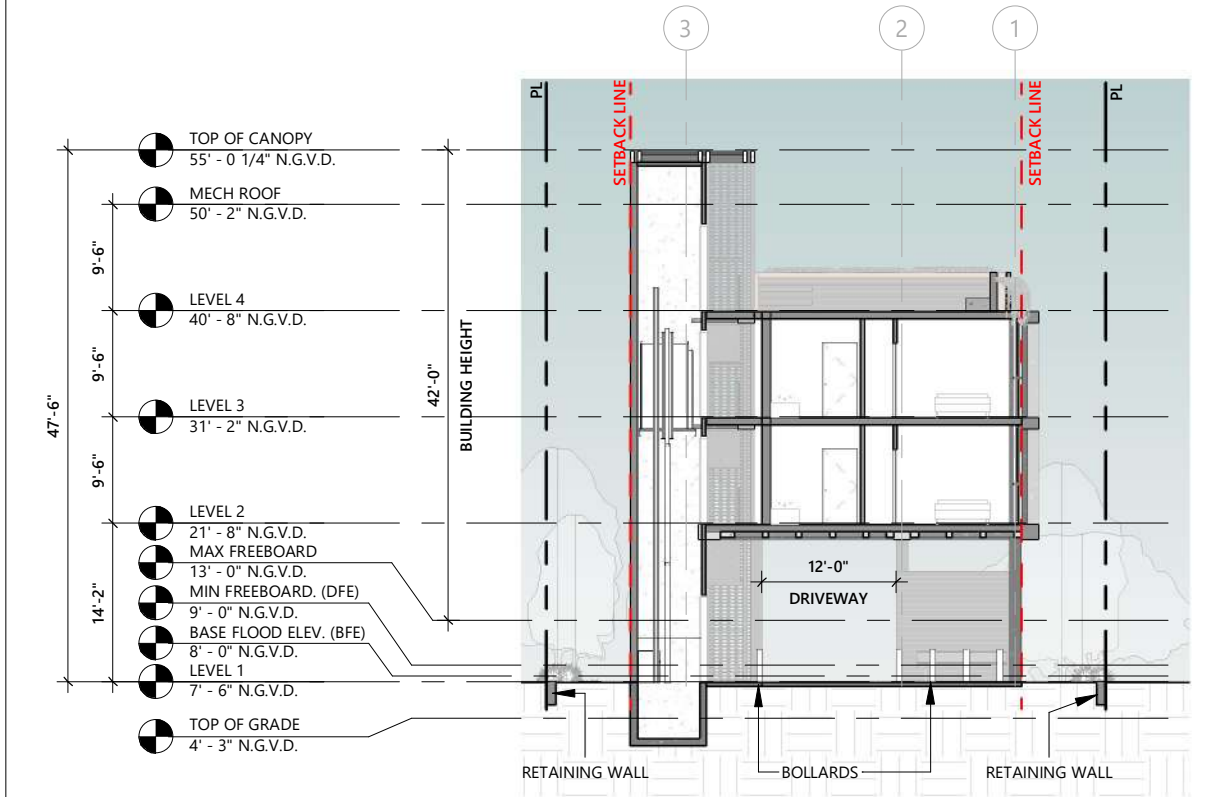 3
2
1
PL
SETBACK LINE
SETBACK LINE
PL
TOP OF CANOPY
55' - 0 1/4" N.G.V.D.
MECH ROOF
50' - 2" N.G.V.D.
9'-6"
LEVEL 4
40' - 8" N.G.V.D.
9'-6"
47'-6"
42'-0"
BUILDING HEIGHT
LEVEL 3
31' - 2" N.G.V.D.
9'-6"
LEVEL 2
21' - 8" N.G.V.D.
MAX FREEBOARD
13' - 0" N.G.V.D.
12'-0"
DRIVEWAY
MIN FREEBOARD. (DFE)
9' - 0" N.G.V.D.
14'-2"
BASE FLOOD ELEV. (BFE)
8' - 0" N.G.V.D.
LEVEL 1
7' - 6" N.G.V.D.
TOP OF GRADE
4' - 3" N.G.V.D.
RETAINING WALL
BOLLARDS
RETAINING WALL